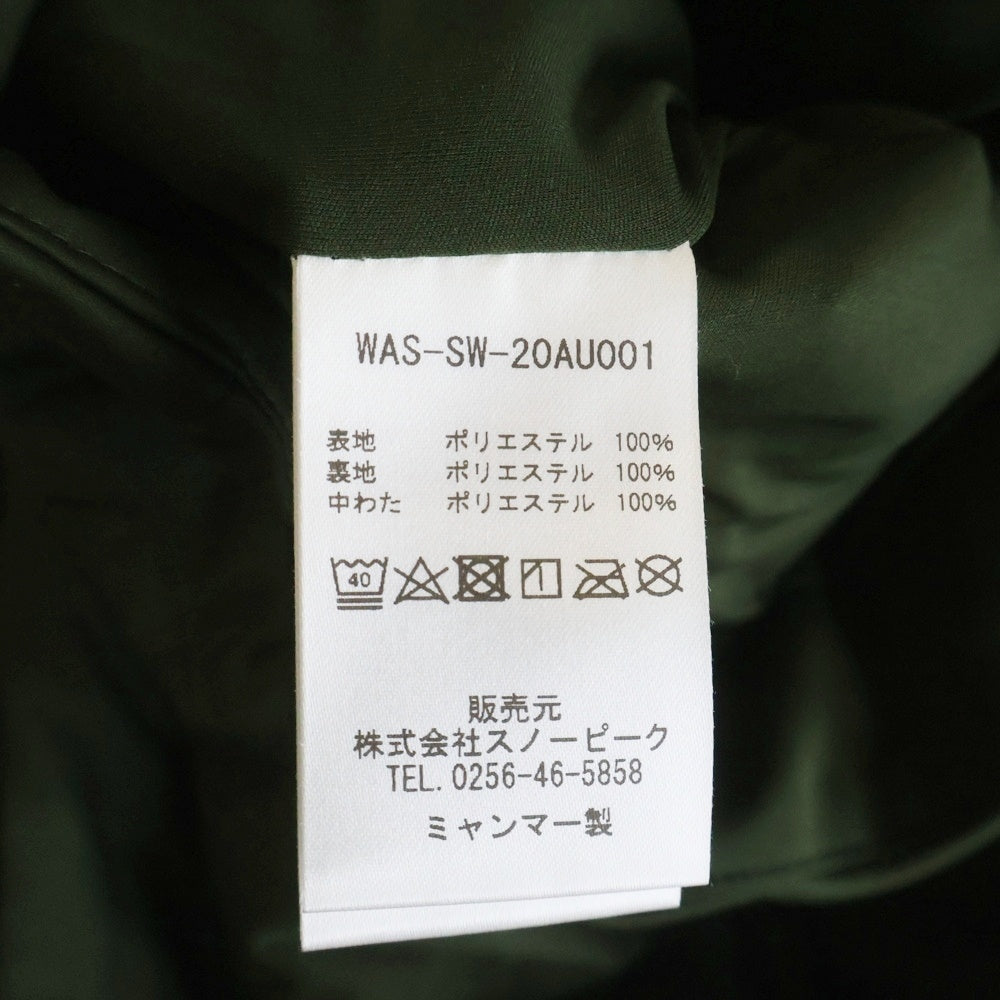 WAS-SW-20AU001
表地 ポリエステル 100%
裏地 ポリエステル 100%
中わた ポリエステル 100%
40
販売元
株式会社スノーピーク
TEL.0256-46-5858
ミャンマー製